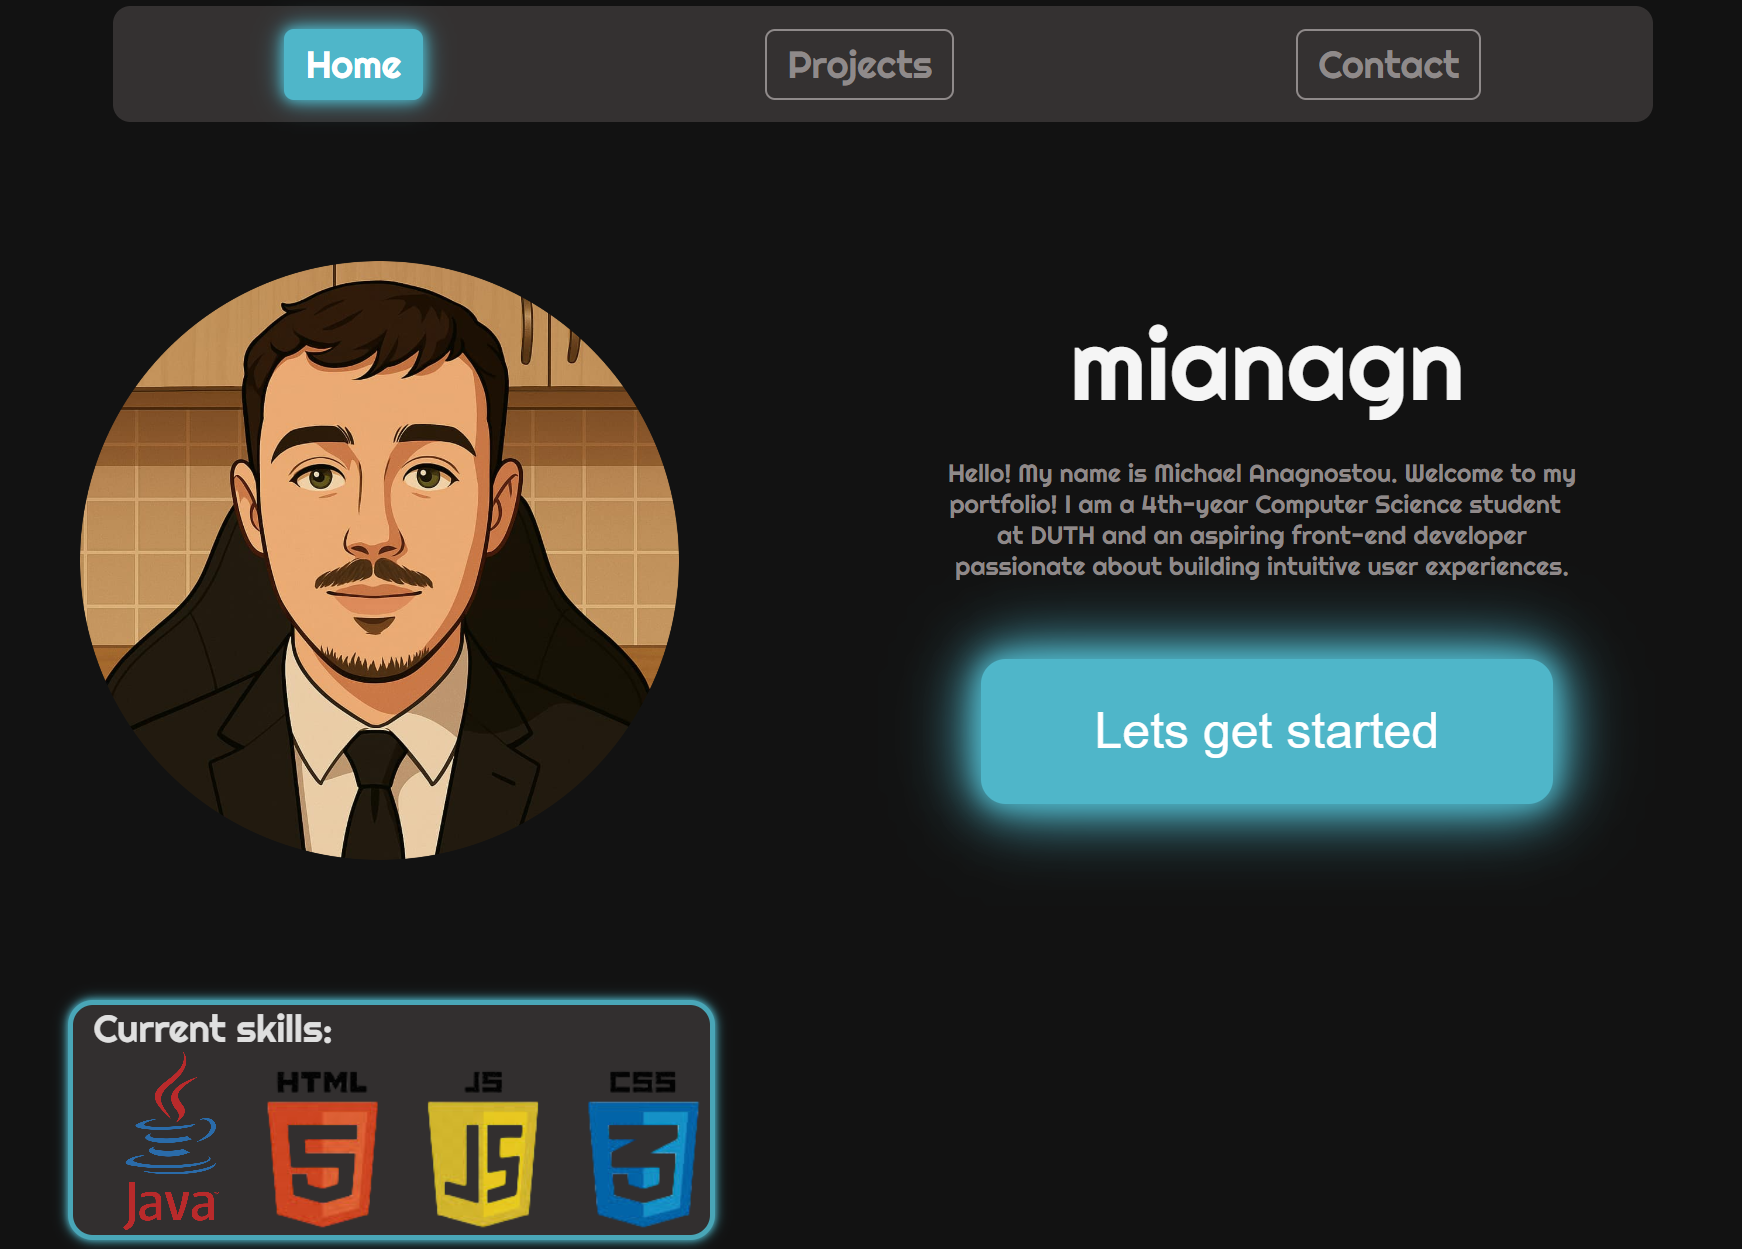 Home
Projects
Contact
mianagn
Hello! My name is Michael Anagnostou. Welcome to my
portfolio! I am a 4th-year Computer Science student
at DUTH and an aspiring front-end developer
passionate about building intuitive user experiences.
Lets get started
Current skills:
HTML
JS
CSS
5
JS
3
Java